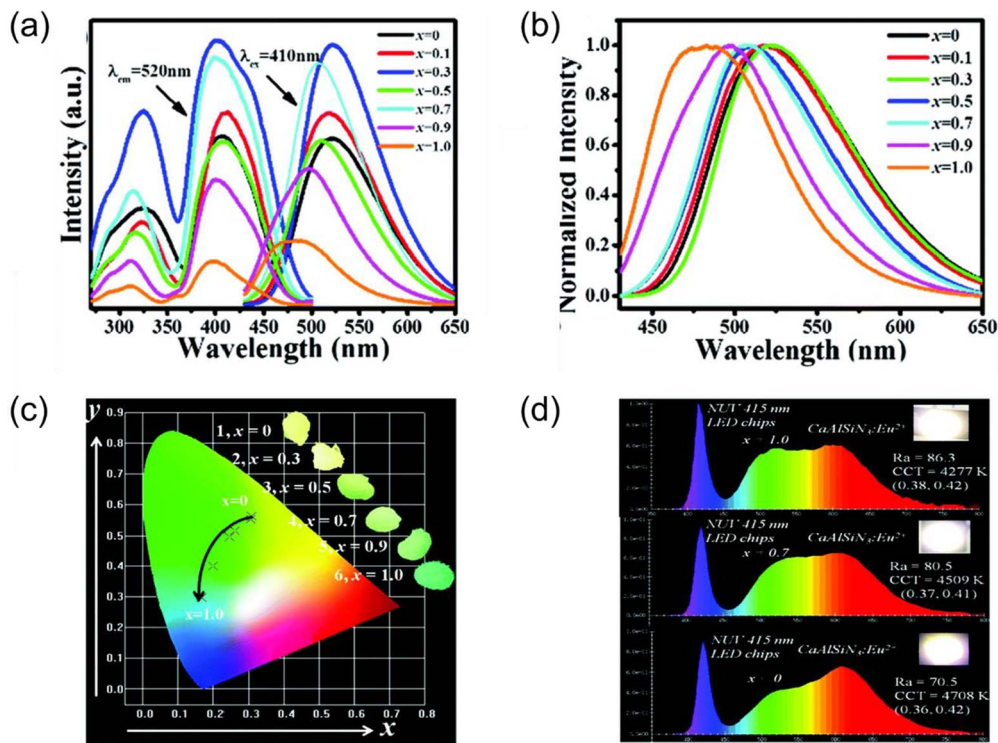 (a)
Intensity (a.u.)
λem=520nm
λex=410nm
x=0
x=0.1
x=0.3
x=0.5
x=0.7
x=0.9
x=1.0
300 350 400 450 500 550 600 650
Wavelength (nm)
(b)
Normalized Intensity
1.0
0.8
0.6
0.4
0.2
0.0
x=0
x=0.1
x=0.3
x=0.5
x=0.7
x=0.9
x=1.0
450 500 550 600 650
Wavelength (nm)
(c)
y
0.9
0.8
0.7
0.6
0.5
0.4
0.3
0.2
0.1
0.0
1, x = 0
2, x = 0.3
3, x = 0.5
4, x = 0.7
5, x = 0.9
6, x = 1.0
x=0
x=1.0
0.0 0.1 0.2 0.3 0.4 0.5 0.6 0.7 0.8
x
(d)
NUV 415 nm
LED chips
x = 1.0
CaAlSiN3:Eu2+
Ra = 86.3
CCT = 4277 K
(0.38, 0.42)
NUV 415 nm
LED chips
x = 0.7
CaAlSiN3:Eu2+
Ra = 80.5
CCT = 4509 K
(0.37, 0.41)
NUV 415 nm
LED chips
x = 0
CaAlSiN3:Eu2+
Ra = 70.5
CCT = 4708 K
(0.36, 0.42)